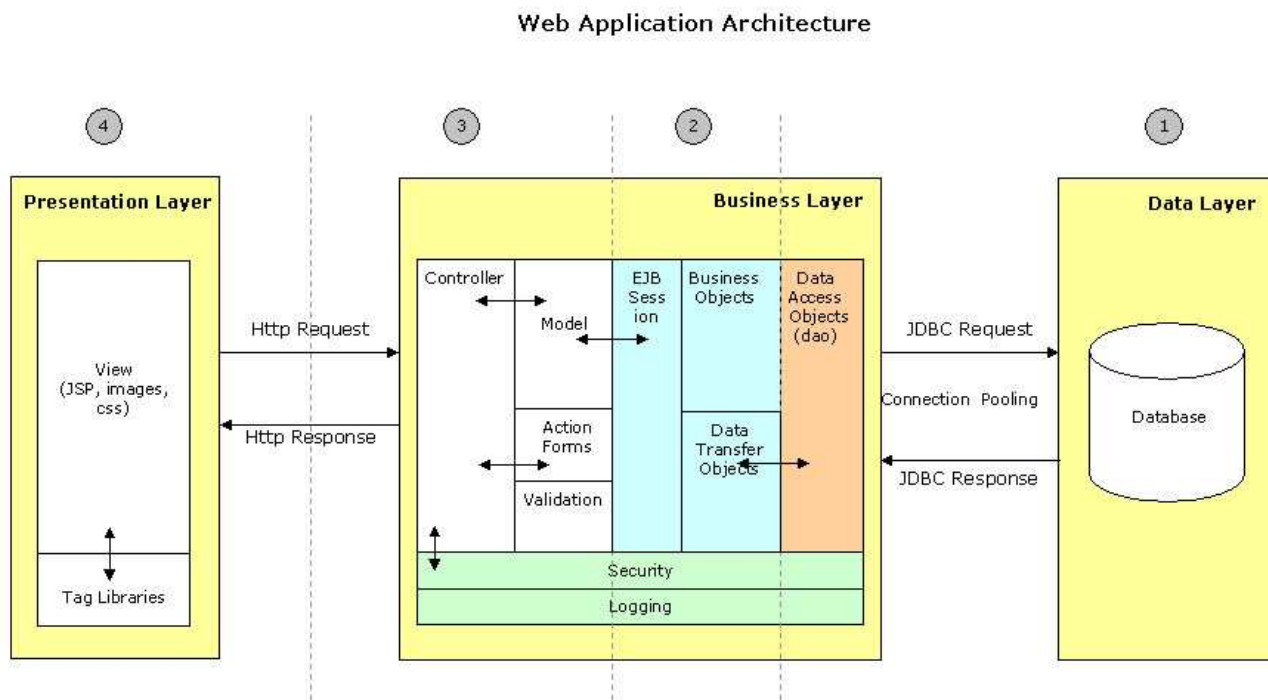 Web Application Architecture
4
3
2
1
Presentation Layer
View
(JSP, images,
css)
Tag Libraries
Http Request
Http Response
Business Layer
Controller
Model
Action
Forms
Validation
EJB
Sess
ion
Business
Objects
Data
Transfer
Objects
Data
Access
Objects
(dao)
Security
Logging
JDBC Request
Connection Pooling
JDBC Response
Data Layer
Database